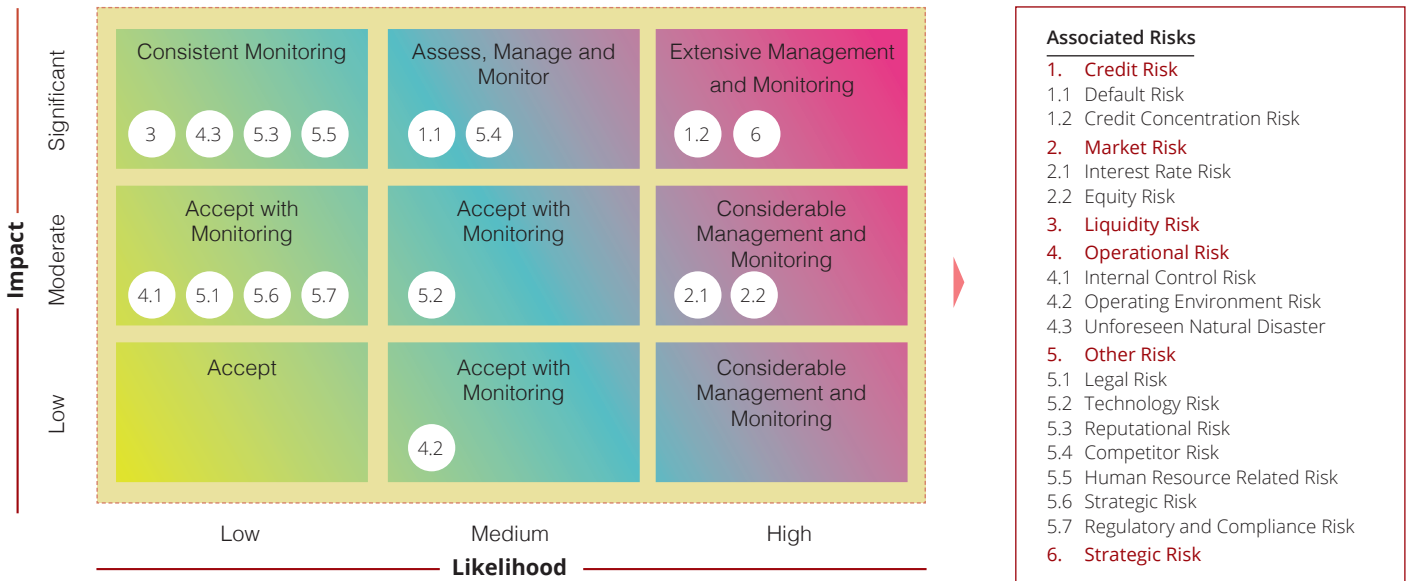 Impact
Significant
Moderate
Low
Consistent Monitoring
3 4.3 5.3 5.5
Assess, Manage and
Monitor
1.1 5.4
Extensive Management
and Monitoring
1.2 6
Accept with
Monitoring
4.1 5.1 5.6 5.7
Accept with
Monitoring
5.2
Considerable
Management and
Monitoring
2.1 2.2
Accept
Accept with
Monitoring
4.2
Considerable
Management and
Monitoring
Low Medium High
Likelihood
Associated Risks
1. Credit Risk
1.1 Default Risk
1.2 Credit Concentration Risk
2. Market Risk
2.1 Interest Rate Risk
2.2 Equity Risk
3. Liquidity Risk
4. Operational Risk
4.1 Internal Control Risk
4.2 Operating Environment Risk
4.3 Unforeseen Natural Disaster
5. Other Risk
5.1 Legal Risk
5.2 Technology Risk
5.3 Reputational Risk
5.4 Competitor Risk
5.5 Human Resource Related Risk
5.6 Strategic Risk
5.7 Regulatory and Compliance Risk
6. Strategic Risk